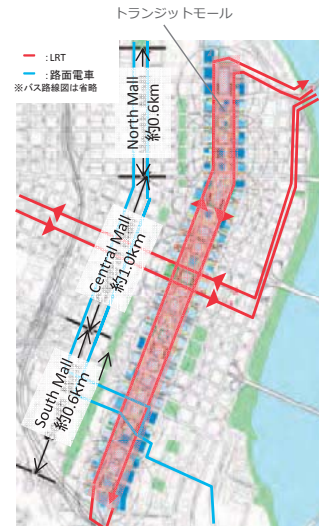 トランジットモール
：LRT
：路面電車
※バス路線図は省略
North Mall
約0.6km
Central Mall
約1.0km
South Mall
約0.6km